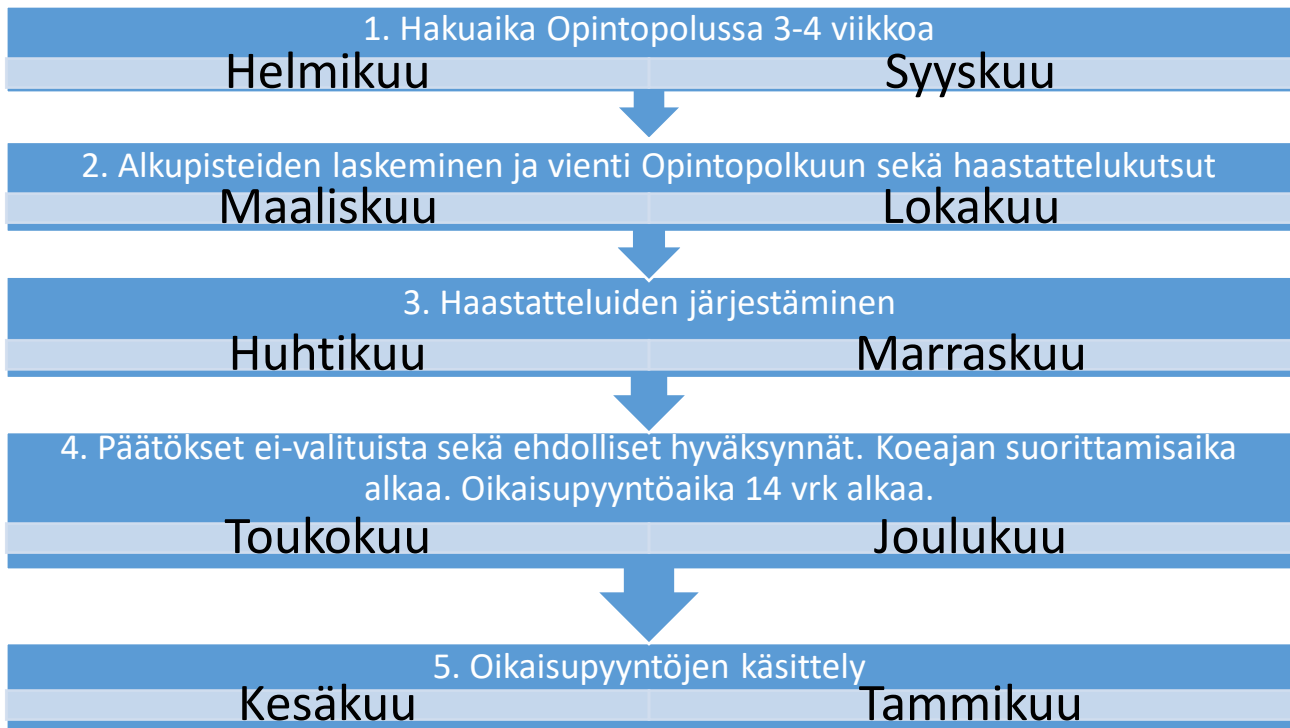 1. Hakuaika Opintopolussa 3-4 viikkoa
Helmikuu Syyskuu
2. Alkupisteiden laskeminen ja vienti Opintopolkuun sekä haastattelukutsut
Maaliskuu Lokakuu
3. Haastatteluiden järjestäminen
Huhtikuu Marraskuu
4. Päätökset ei-valituista sekä ehdolliset hyväksynnät. Koeajan suorittamisaika
alkaa. Oikaisupyyntöaika 14 vrk alkaa.
Toukokuu Joulukuu
5. Oikaisupyyntöjen käsittely
Kesäkuu Tammikuu